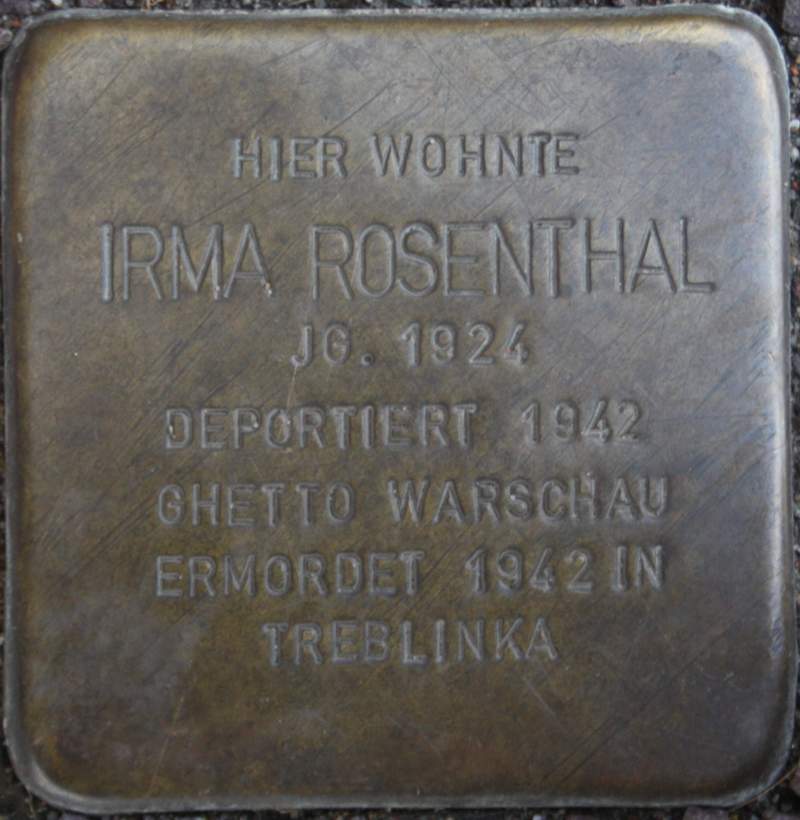 HIER WOHNTE
IRMA ROSENTHAL
JG. 1924
DEPORTIERT 1942
GHETTO WARSCHAU
ERMORDET 1942 IN
TREBLINKA